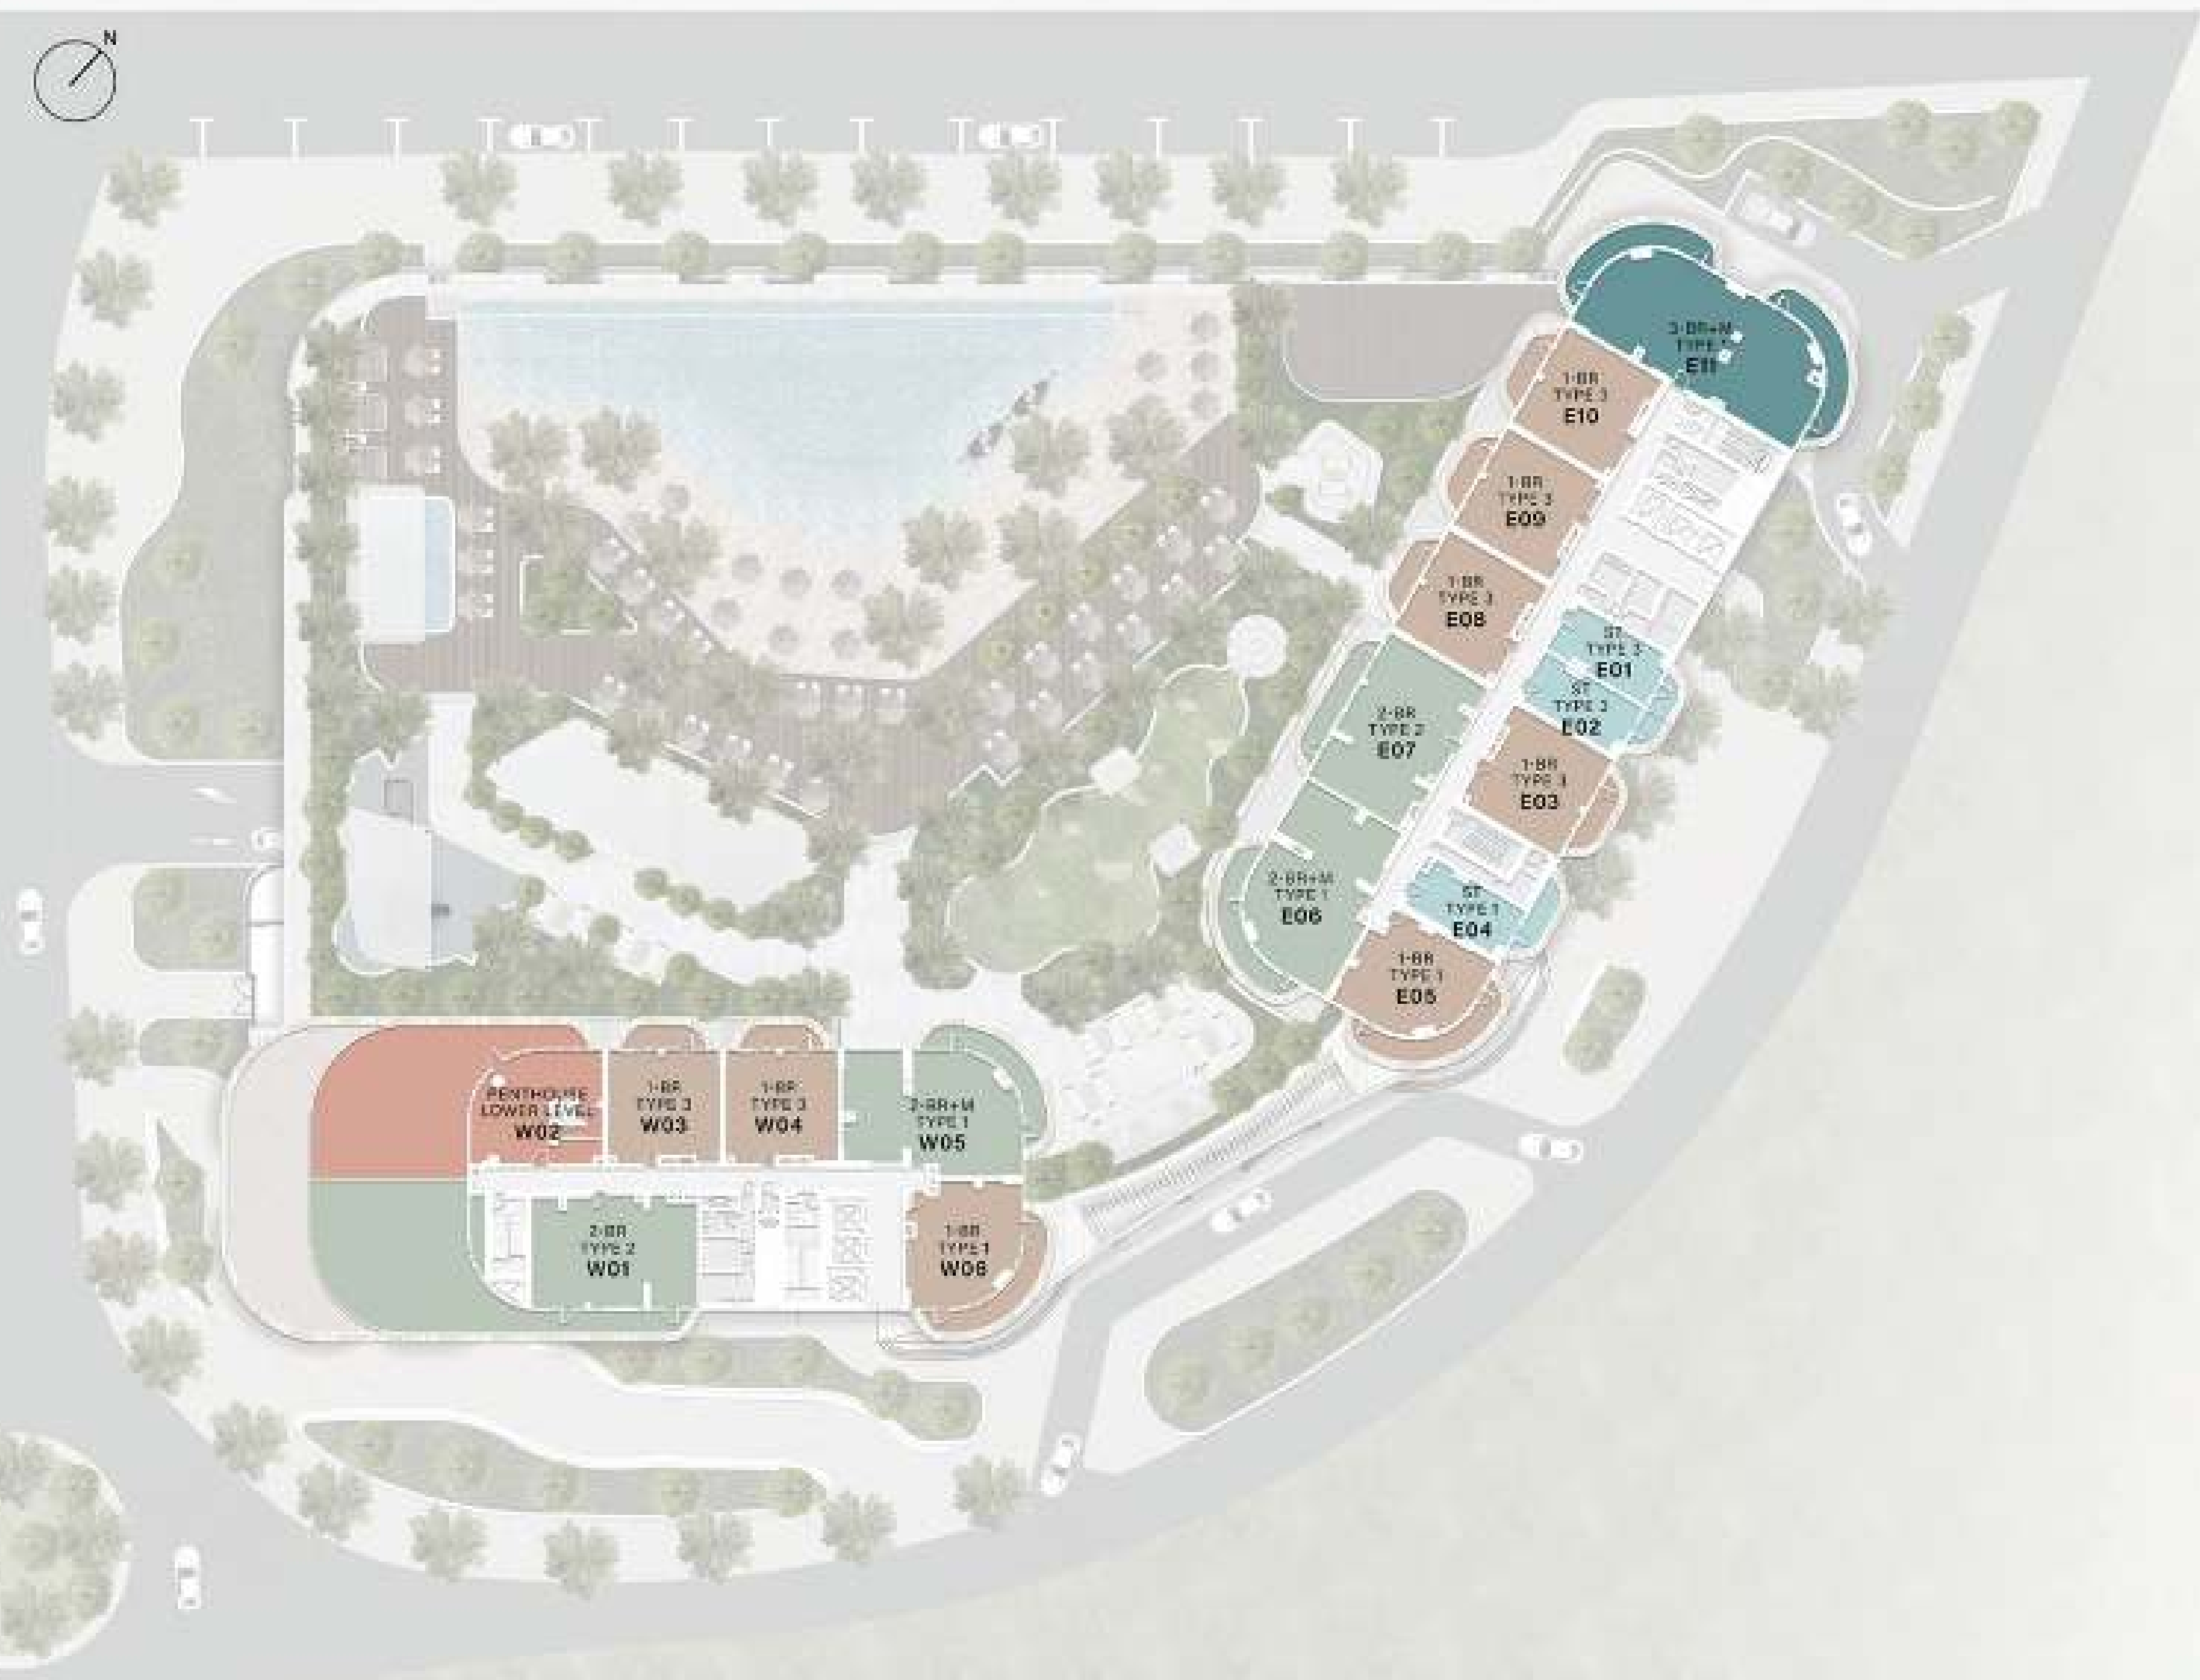 N
3-BR+M
TYPE
E11
1-BR
TYPE 3
E10
1-BR
TYPE 3
E09
1-BR
TYPE 3
E08
ST
TYPE 3
E01
ST
TYPE 2
E02
2-BR
TYPE 2
E07
1-BR
TYPE 3
E03
2-BR+M
TYPE 1
E06
ST
TYPE 1
E04
1-BR
TYPE 1
E05
PENTHOUSE
LOWER LEVEL
W02
1-BR
TYPE 3
W03
1-BR
TYPE 3
W04
2-BR+M
TYPE 1
W05
2-BR
TYPE 2
W01
1-BR
TYPE 1
W06